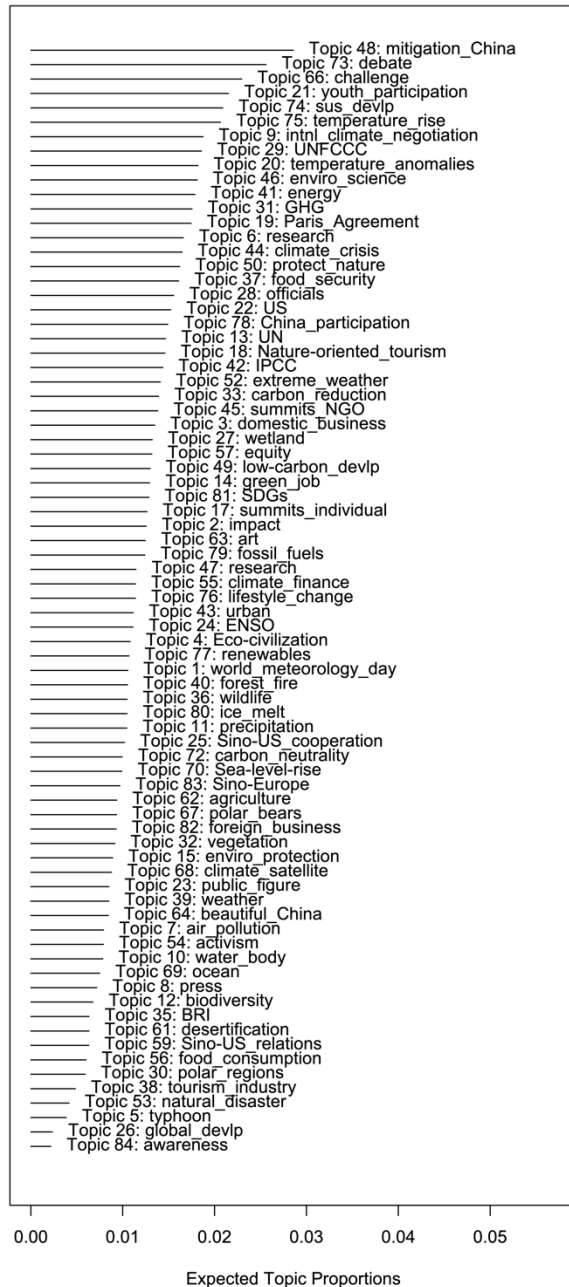 Topic 48: mitigation_China
Topic 73: debate
Topic 66: challenge
Topic 21: youth_participation
Topic 74: sus_devlp
Topic 75: temperature_rise
Topic 9: intnl_climate_negotiation
Topic 29: UNFCCC
Topic 20: temperature_anomalies
Topic 46: enviro_science
Topic 41: energy
Topic 31: GHG
Topic 19: Paris_Agreement
Topic 6: research
Topic 44: climate_crisis
Topic 50: protect_nature
Topic 37: food_security
Topic 28: officials
Topic 22: US
Topic 78: China_participation
Topic 13: UN
Topic 18: Nature-oriented_tourism
Topic 42: IPCC
Topic 52: extreme_weather
Topic 33: carbon_reduction
Topic 45: summits_NGO
Topic 3: domestic_business
Topic 27: wetland
Topic 57: equity
Topic 49: low-carbon_devlp
Topic 14: green_job
Topic 81: SDGs
Topic 17: summits_individual
Topic 2: impact
Topic 63: art
Topic 79: fossil_fuels
Topic 47: research
Topic 55: climate_finance
Topic 76: lifestyle_change
Topic 43: urban
Topic 24: ENSO
Topic 4: Eco-civilization
Topic 77: renewables
Topic 1: world_meteorology_day
Topic 40: forest_fire
Topic 36: wildlife
Topic 80: ice_melt
Topic 11: precipitation
Topic 25: Sino-US_cooperation
Topic 72: carbon_neutrality
Topic 70: Sea-level-rise
Topic 83: Sino-Europe
Topic 62: agriculture
Topic 67: polar_bears
Topic 82: foreign_business
Topic 32: vegetation
Topic 15: enviro_protection
Topic 68: climate_satellite
Topic 23: public_figure
Topic 39: weather
Topic 64: beautiful_China
Topic 7: air_pollution
Topic 54: activism
Topic 10: water_body
Topic 69: ocean
Topic 8: press
Topic 12: biodiversity
Topic 35: BRI
Topic 61: desertification
Topic 59: Sino-US_relations
Topic 56: food_consumption
Topic 30: polar_regions
Topic 38: tourism_industry
Topic 53: natural_disaster
Topic 5: typhoon
Topic 26: global_devlp
Topic 84: awareness
0.00 0.01 0.02 0.03 0.04 0.05
Expected Topic Proportions